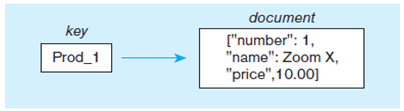 key
document
Prod_1
["number": 1,
"name": Zoom X,
"price",10.00]